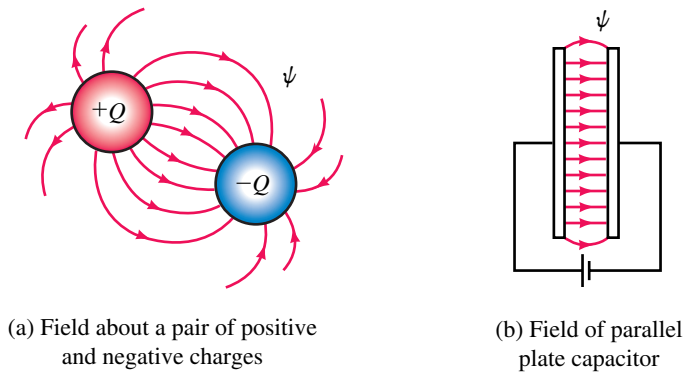 ψ
+Q
−Q
(a) Field about a pair of positive
and negative charges
ψ
(b) Field of parallel
plate capacitor